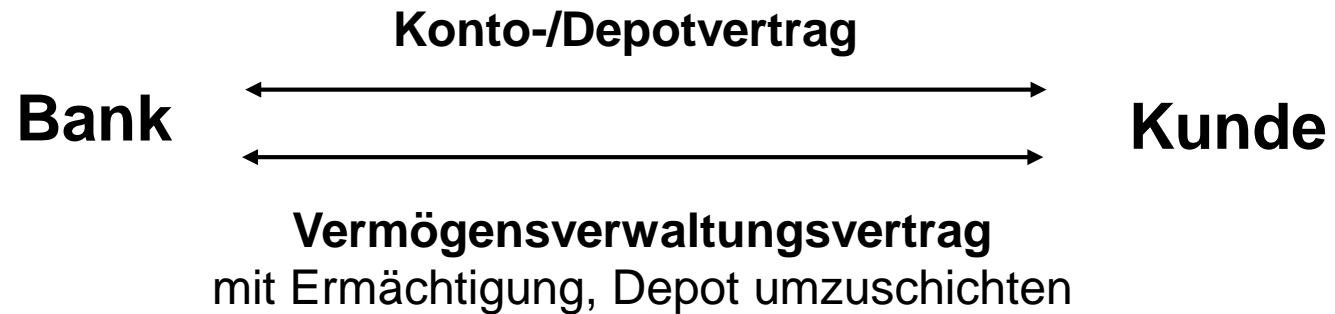 Konto-/Depotvertrag
Bank
Kunde
Vermögensverwaltungsvertrag
mit Ermächtigung, Depot umzuschichten